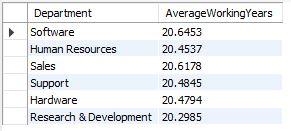 Department AverageWorkingYears
Software 20.6453
Human Resources 20.4537
Sales 20.6178
Support 20.4845
Hardware 20.4794
Research & Development 20.2985